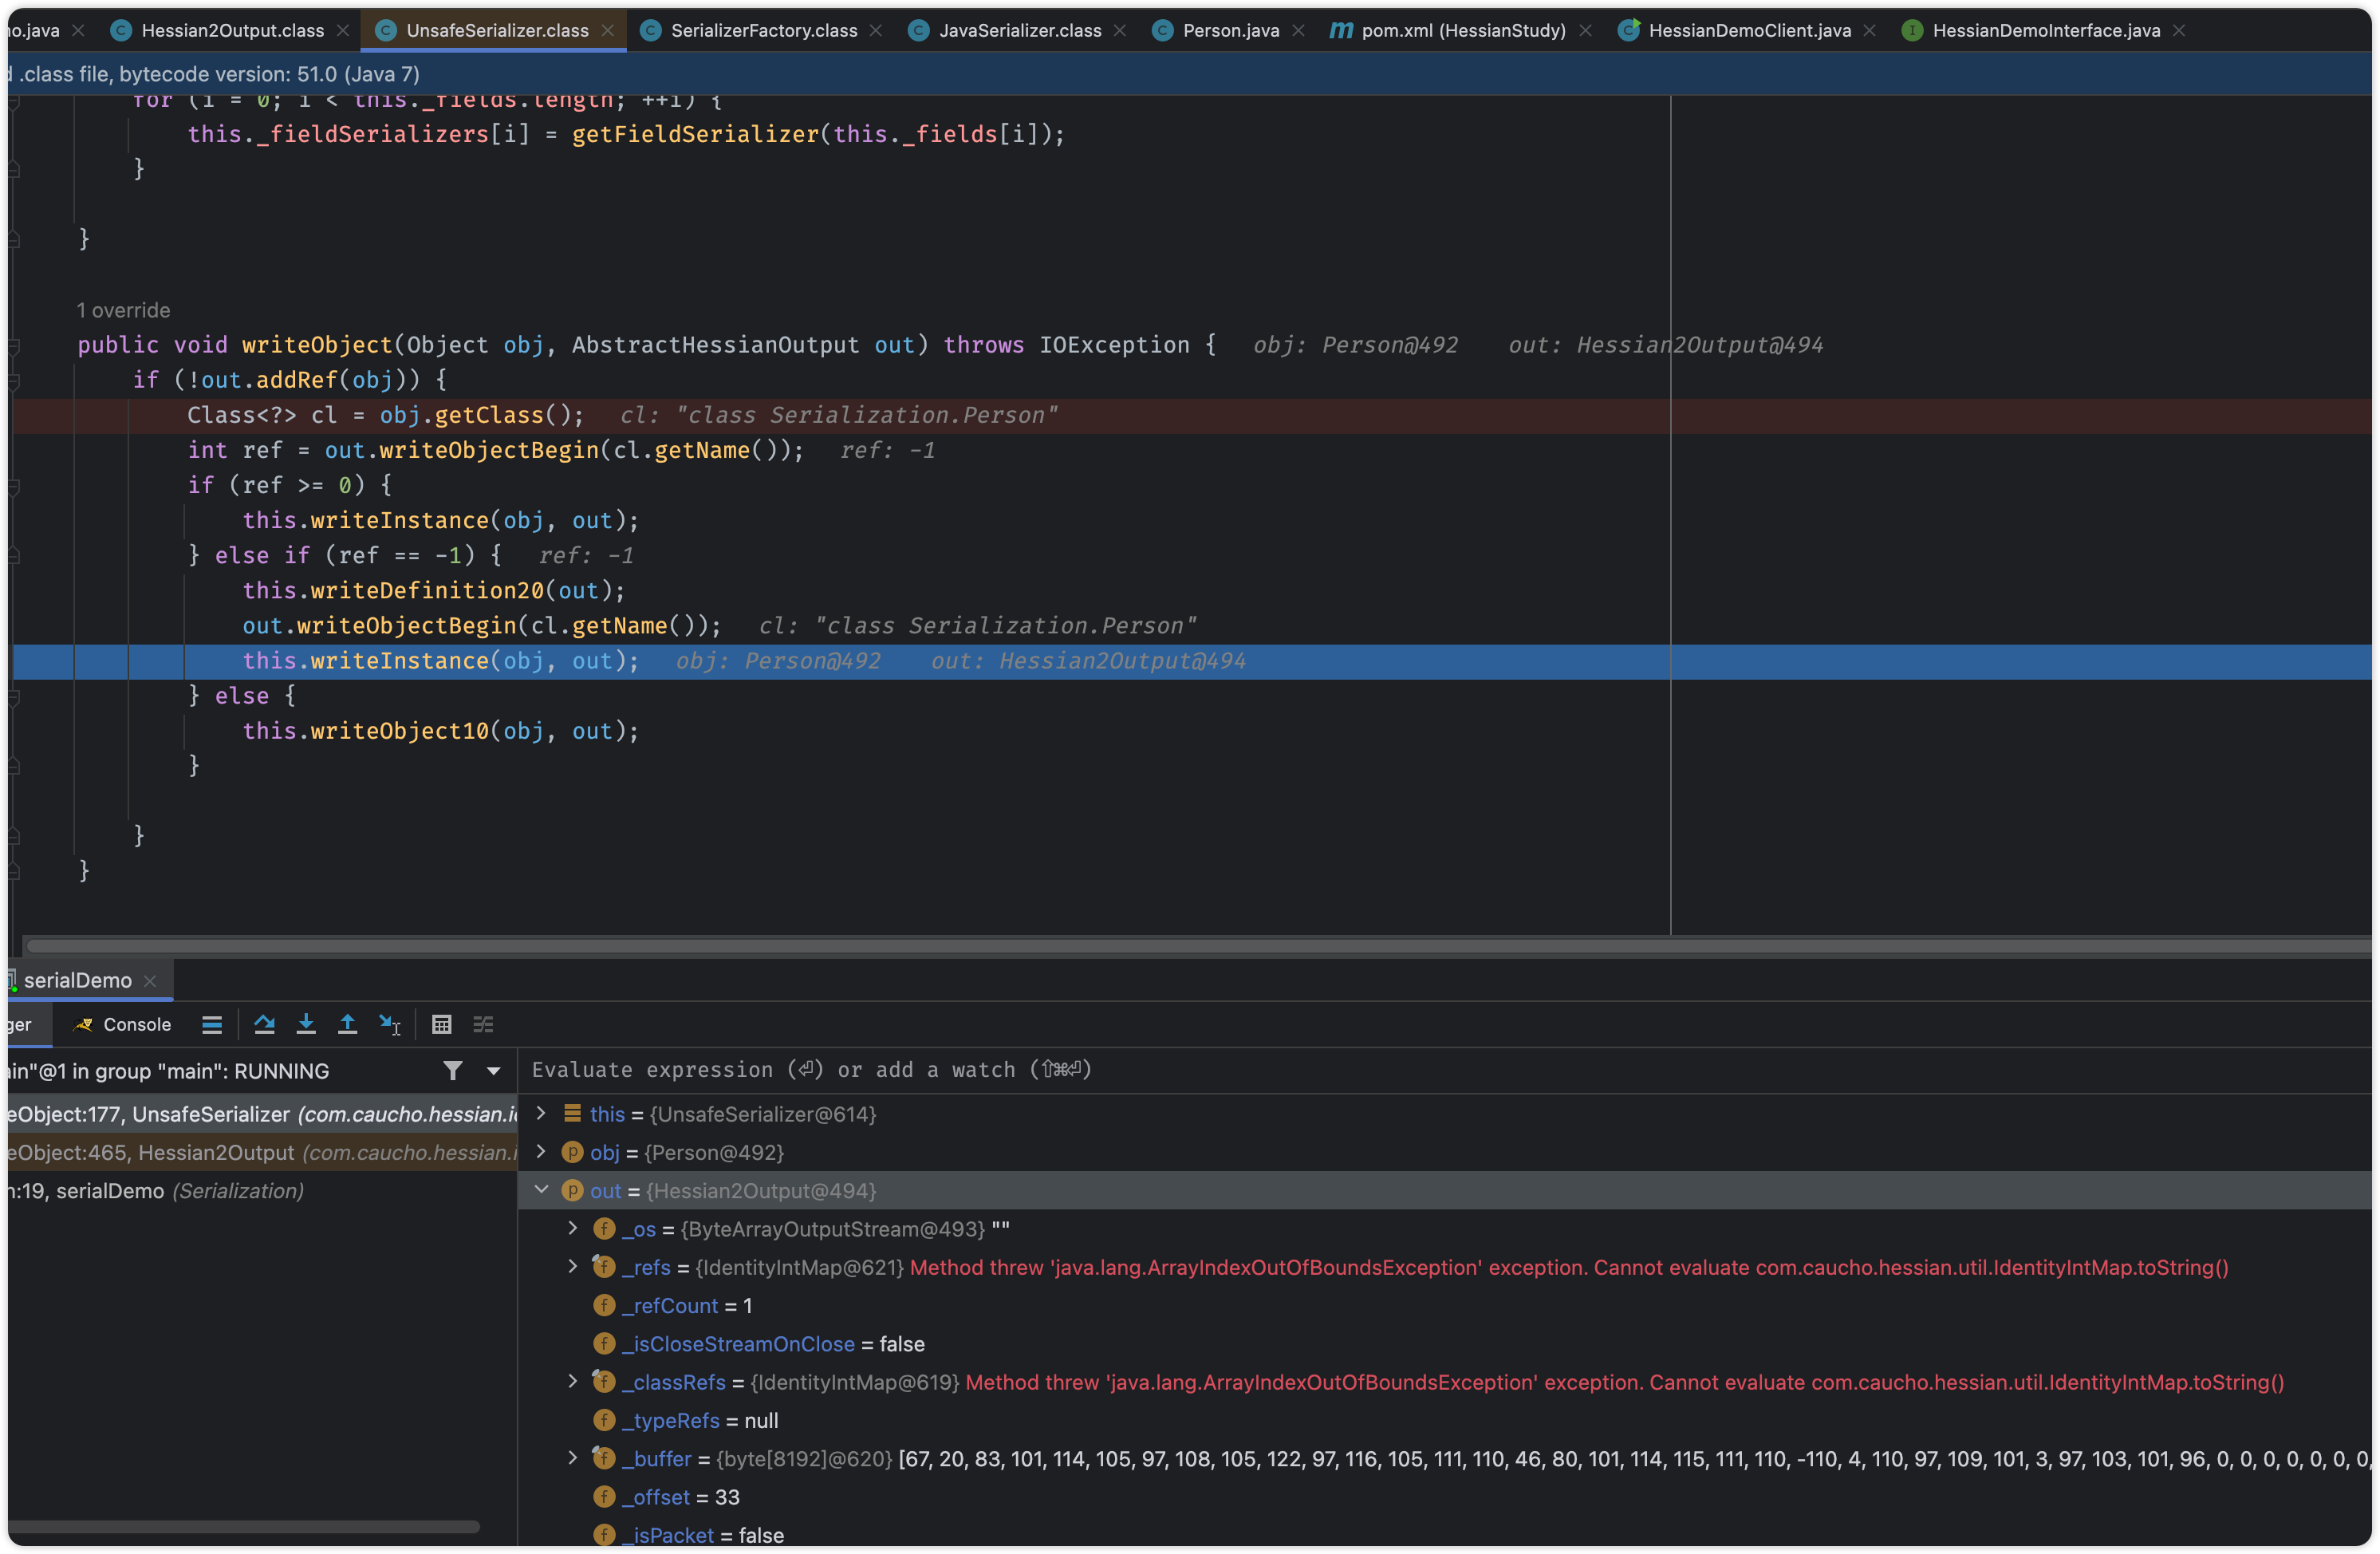 no.java Hessian2Output.class UnsafeSerializer.class SerializerFactory.class JavaSerializer.class Person.java pom.xml (HessianStudy) HessianDemoClient.java HessianDemoInterface.java
.class file, bytecode version: 51.0 (Java 7)
for (i = 0; i < this._fields.length; ++i) {
this._fieldSerializers[i] = getFieldSerializer(this._fields[i]);
}
}
1 override
public void writeObject(Object obj, AbstractHessianOutput out) throws IOException { obj: Person@492 out: Hessian2Output@494
if (!out.addRef(obj)) {
Class<?> cl = obj.getClass(); cl: "class Serialization.Person"
int ref = out.writeObjectBegin(cl.getName()); ref: -1
if (ref >= 0) {
this.writeInstance(obj, out);
} else if (ref == -1) { ref: -1
this.writeDefinition20(out);
out.writeObjectBegin(cl.getName()); cl: "class Serialization.Person"
this.writeInstance(obj, out); obj: Person@492 out: Hessian2Output@494
} else {
this.writeObject10(obj, out);
}
}
}
serialDemo
ger Console
ain"@1 in group "main": RUNNING
eObject:177, UnsafeSerializer (com.caucho.hessian.i
eObject:465, Hessian2Output (com.caucho.hessian.i
n:19, serialDemo (Serialization)
Evaluate expression (⏎) or add a watch (⇧⌘⏎)
this = {UnsafeSerializer@614}
obj = {Person@492}
out = {Hessian2Output@494}
_os = {ByteArrayOutputStream@493} ""
_refs = {IdentityIntMap@621} Method threw 'java.lang.ArrayIndexOutOfBoundsException' exception. Cannot evaluate com.caucho.hessian.util.IdentityIntMap.toString()
_refCount = 1
_isCloseStreamOnClose = false
_classRefs = {IdentityIntMap@619} Method threw 'java.lang.ArrayIndexOutOfBoundsException' exception. Cannot evaluate com.caucho.hessian.util.IdentityIntMap.toString()
_typeRefs = null
_buffer = {byte[8192]@620} [67, 20, 83, 101, 114, 105, 97, 108, 105, 122, 97, 116, 105, 111, 110, 46, 80, 101, 114, 115, 111, 110, -110, 4, 110, 97, 109, 101, 3, 97, 103, 101, 96, 0, 0, 0, 0, 0, 0, 0,
_offset = 33
_isPacket = false